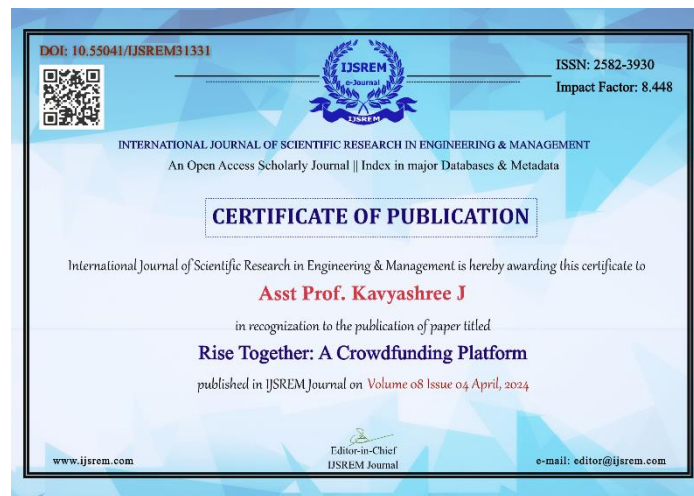 DOI: 10.55041/IJSREM31331
IJSREM
e-Journal
IJSREM
ISSN: 2582-3930
Impact Factor: 8.448
INTERNATIONAL JOURNAL OF SCIENTIFIC RESEARCH IN ENGINEERING & MANAGEMENT
An Open Access Scholarly Journal || Index in major Databases & Metadata
CERTIFICATE OF PUBLICATION
International Journal of Scientific Research in Engineering & Management is hereby awarding this certificate to
Asst Prof. Kavyashree J
in recognization to the publication of paper titled
Rise Together: A Crowdfunding Platform
published in IJSREM Journal on Volume 08 Issue 04 April, 2024
Editor-in-Chief
IJSREM Journal
www.ijsrem.com
e-mail: editor@ijsrem.com